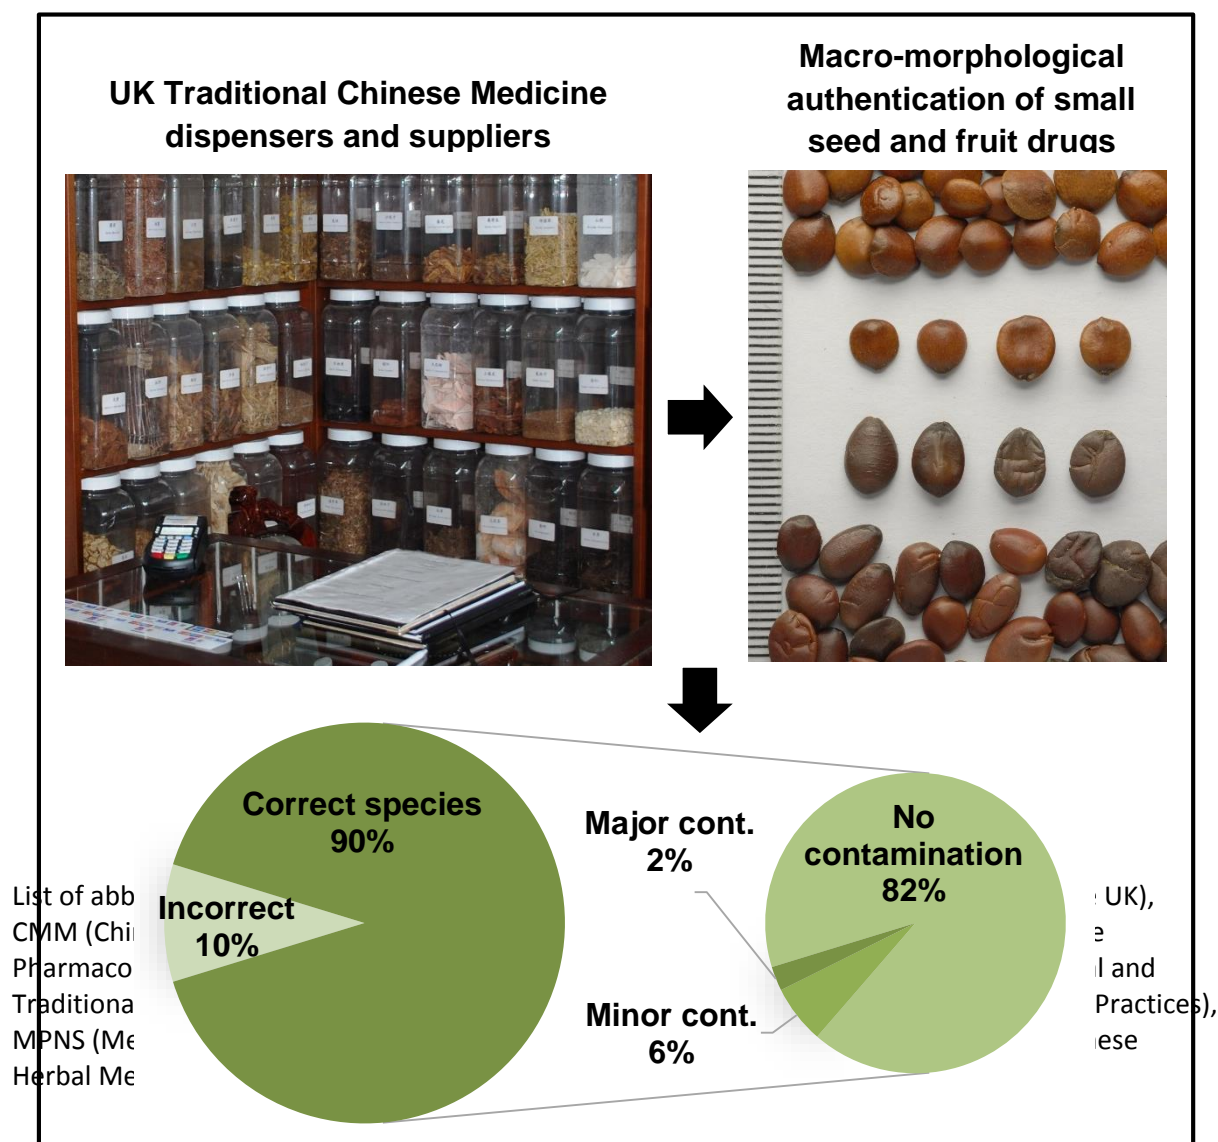 UK Traditional Chinese Medicine
dispensers and suppliers
Macro-morphological
authentication of small
seed and fruit drugs
Correct species
90%
Incorrect
10%
Major cont.
2%
No
contamination
82%
Minor cont.
6%
List of abb
UK),
CMM (Chi
e
Pharmaco
l and
Traditiona
Practices),
MPNS (Me
ese
Herbal Me